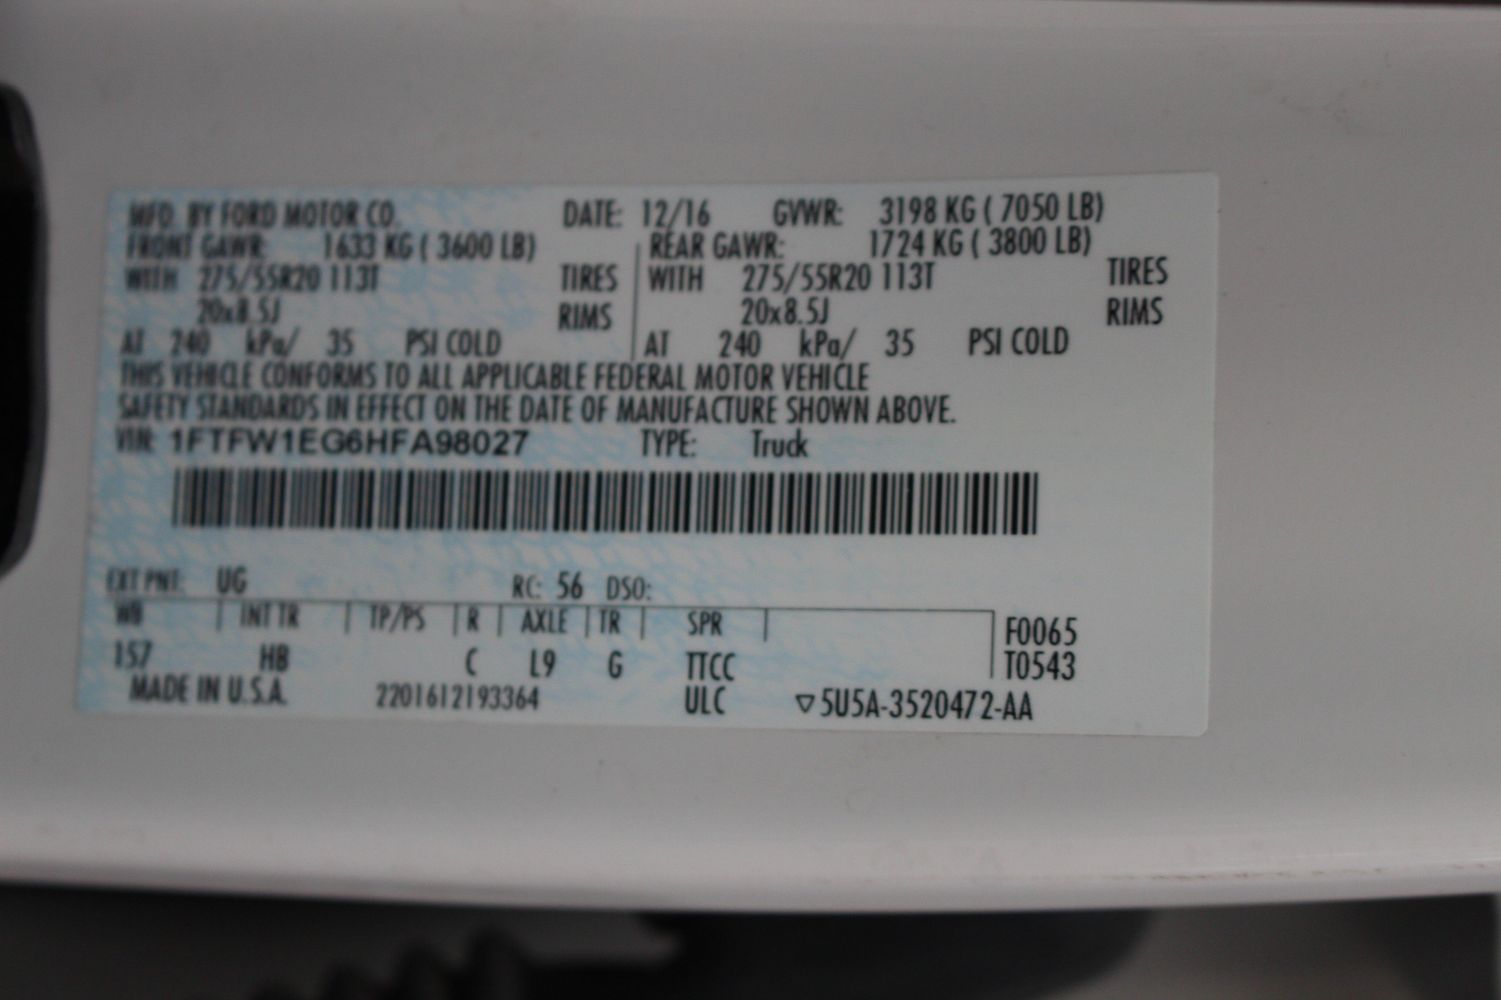 MFD. BY FORD MOTOR CO. DATE: 12/16 GVWR: 3198 KG ( 7050 LB)
FRONT GAWR: 1633 KG ( 3600 LB) REAR GAWR: 1724 KG ( 3800 LB)
WITH 275/55R20 113T TIRES WITH 275/55R20 113T TIRES
20x8.5J RIMS 20x8.5J RIMS
AT 240 kPa/ 35 PSI COLD AT 240 kPa/ 35 PSI COLD
THIS VEHICLE CONFORMS TO ALL APPLICABLE FEDERAL MOTOR VEHICLE
SAFETY STANDARDS IN EFFECT ON THE DATE OF MANUFACTURE SHOWN ABOVE.
VIN: 1FTFW1EG6HFA98027 TYPE: Truck
EXT PNT: UG RC: 56 DSO:
WB INT TR TP/PS R AXLE TR SPR F0065
157 HB C L9 G TTCC T0543
MADE IN U.S.A. 2201612193364 ULC ▽5U5A-3520472-AA